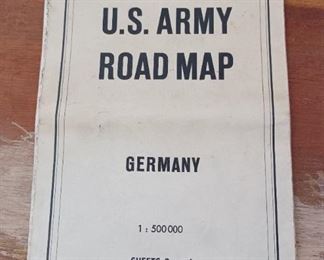 U.S. ARMY
ROAD MAP
GERMANY
1 : 500000